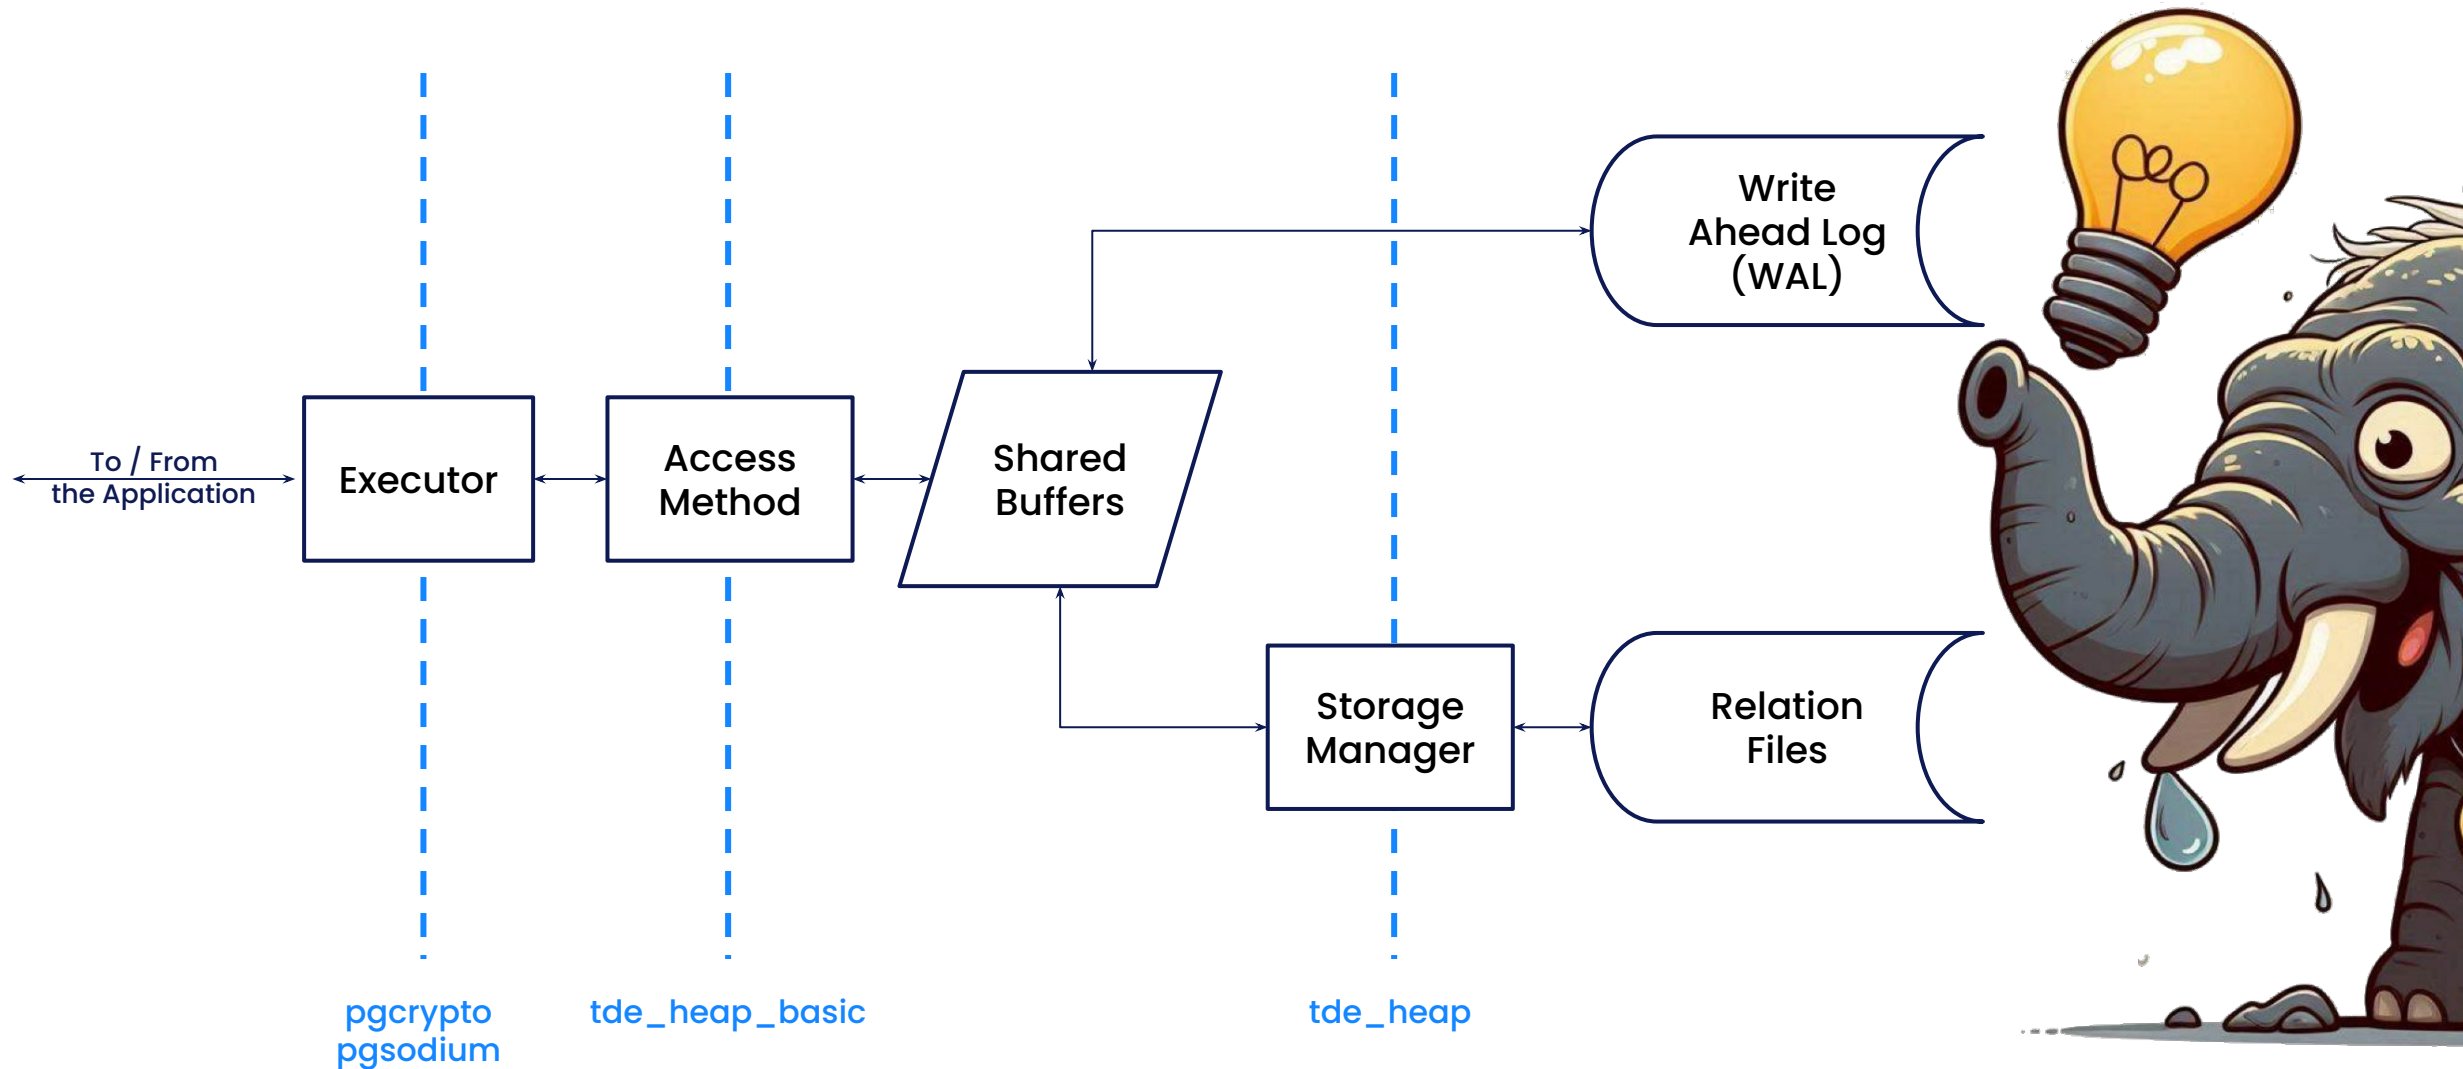 To / From
the Application
Executor
Access
Method
Shared
Buffers
Write
Ahead Log
(WAL)
Storage
Manager
Relation
Files
pgcrypto
pgsodium
tde_heap_basic
tde_heap